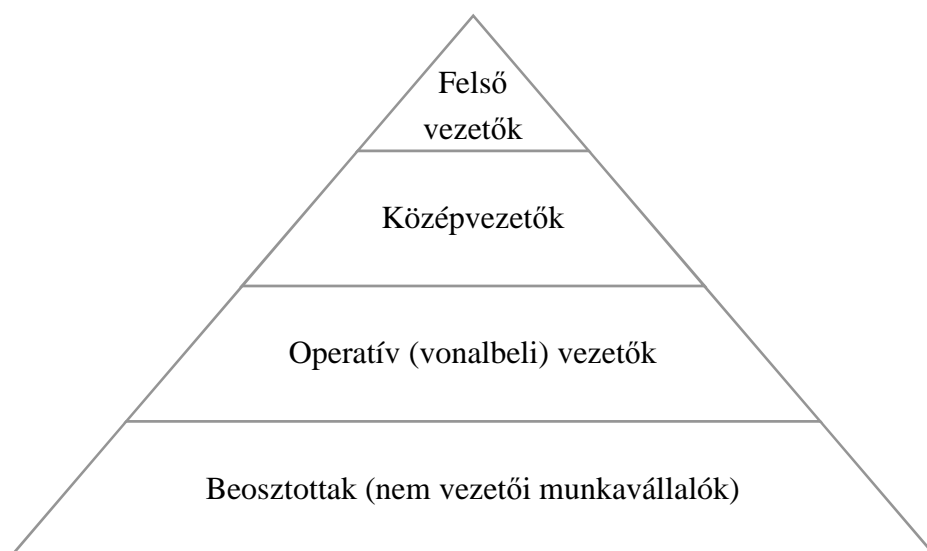 Felső
vezetők
Középvezetők
Operatív (vonalbeli) vezetők
Beosztottak (nem vezetői munkavállalók)